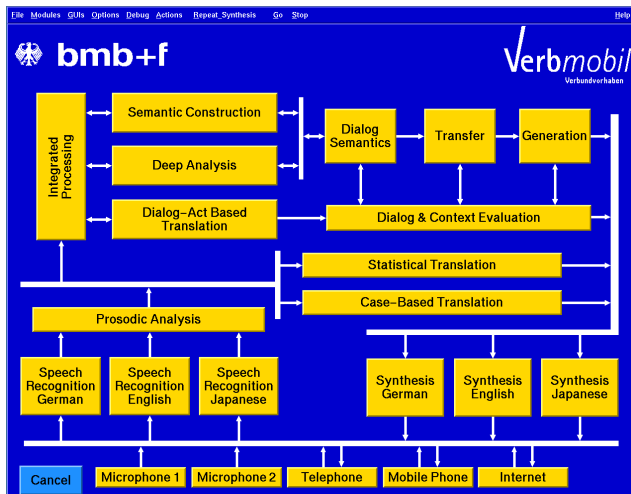 File Modules GUIs Options Debug Actions Repeat_Synthesis Go Stop Help
bmb+f
Verbmobil
Verbundvorhaben
Integrated
Processing
Semantic Construction
Deep Analysis
Dialog-Act Based
Translation
Dialog
Semantics
Transfer
Generation
Dialog & Context Evaluation
Statistical Translation
Case-Based Translation
Prosodic Analysis
Speech
Recognition
German
Speech
Recognition
English
Speech
Recognition
Japanese
Synthesis
German
Synthesis
English
Synthesis
Japanese
Cancel
Microphone 1
Microphone 2
Telephone
Mobile Phone
Internet